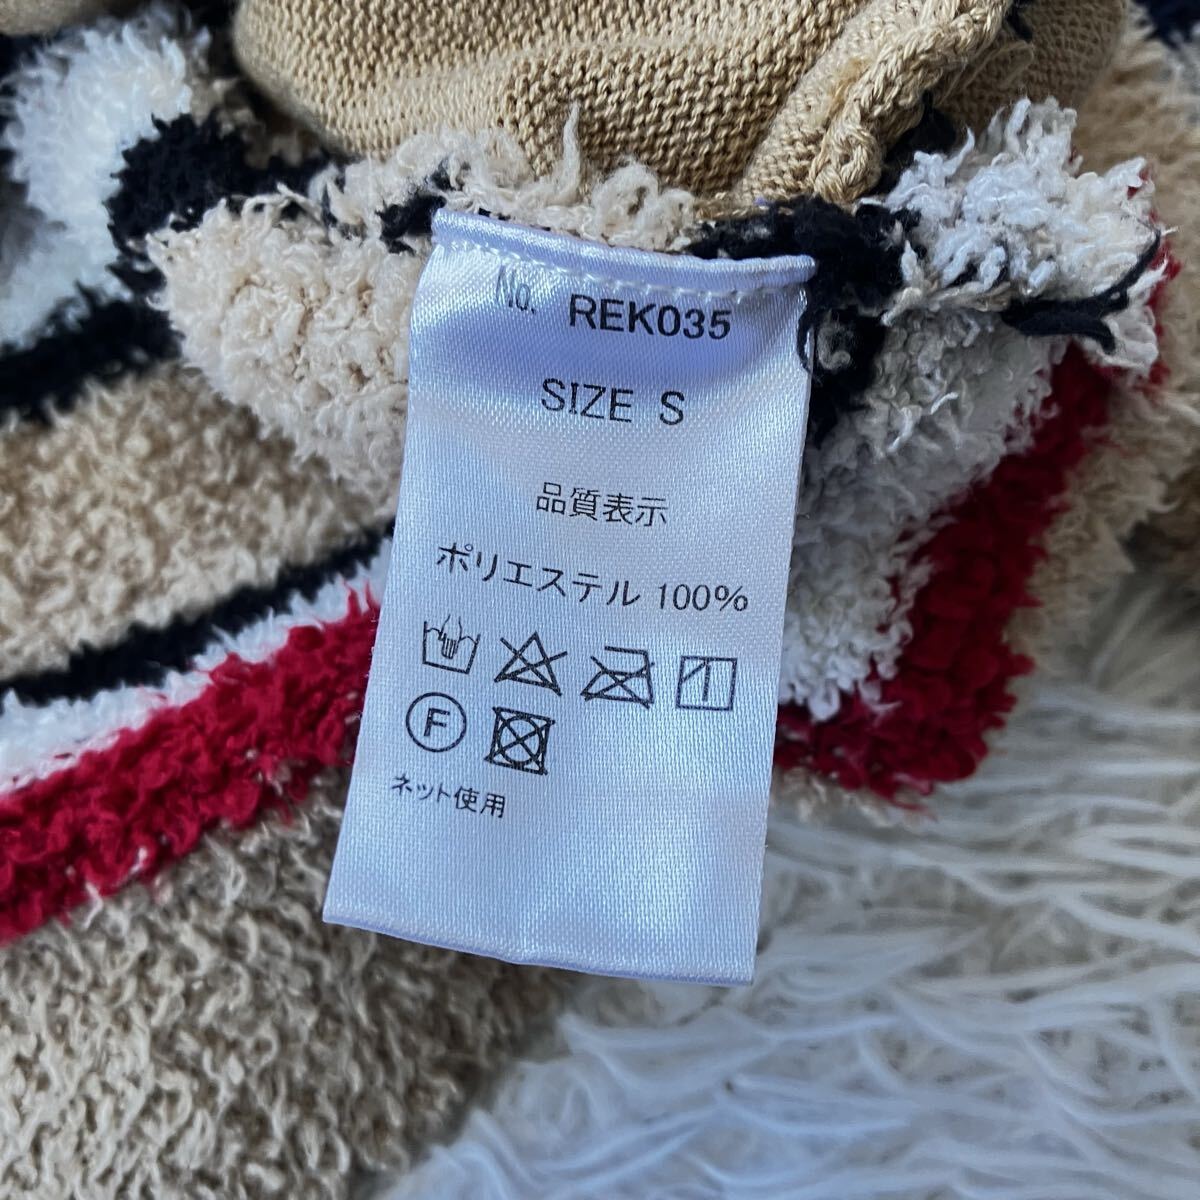 No. REK035
SIZE S
品質表示
ポリエステル 100%
F
ネット使用